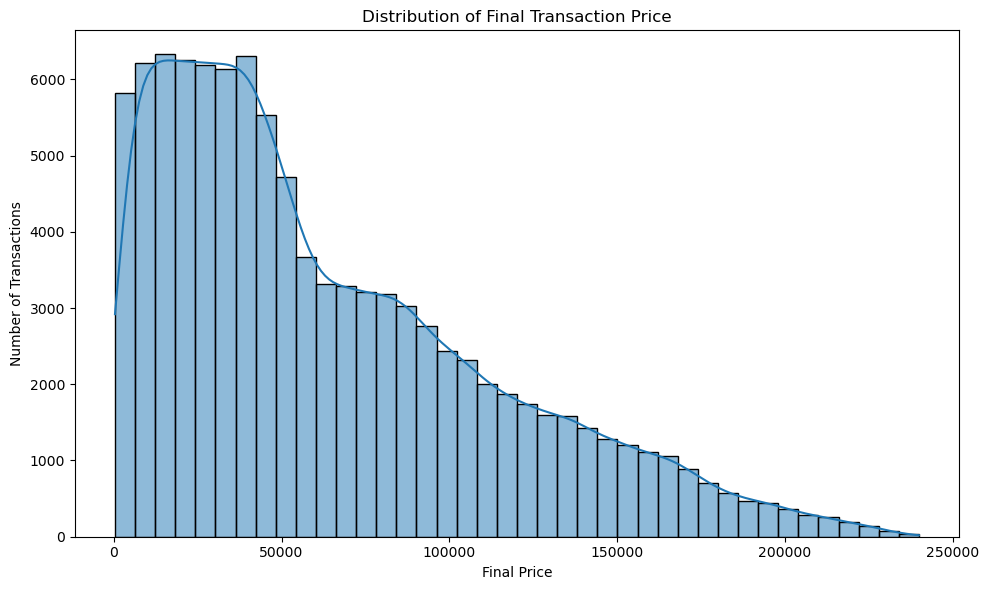 Distribution of Final Transaction Price
Number of Transactions
6000
5000
4000
3000
2000
1000
0
0 50000 100000 150000 200000 250000
Final Price